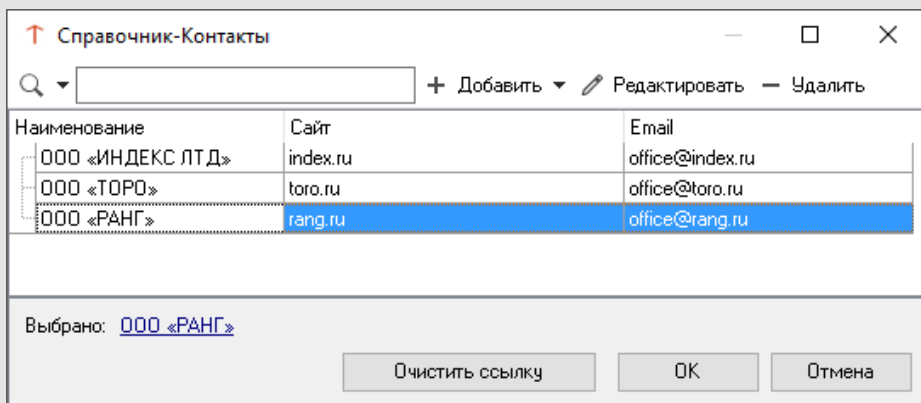 Справочник-Контакты
Добавить Редактировать Удалить
Наименование Сайт Email
ООО «ИНДЕКС ЛТД» index.ru office@index.ru
ООО «ТОРО» toro.ru office@toro.ru
ООО «РАНГ» rang.ru office@rang.ru
Выбрано: ООО «РАНГ»
Очистить ссылку OK Отмена